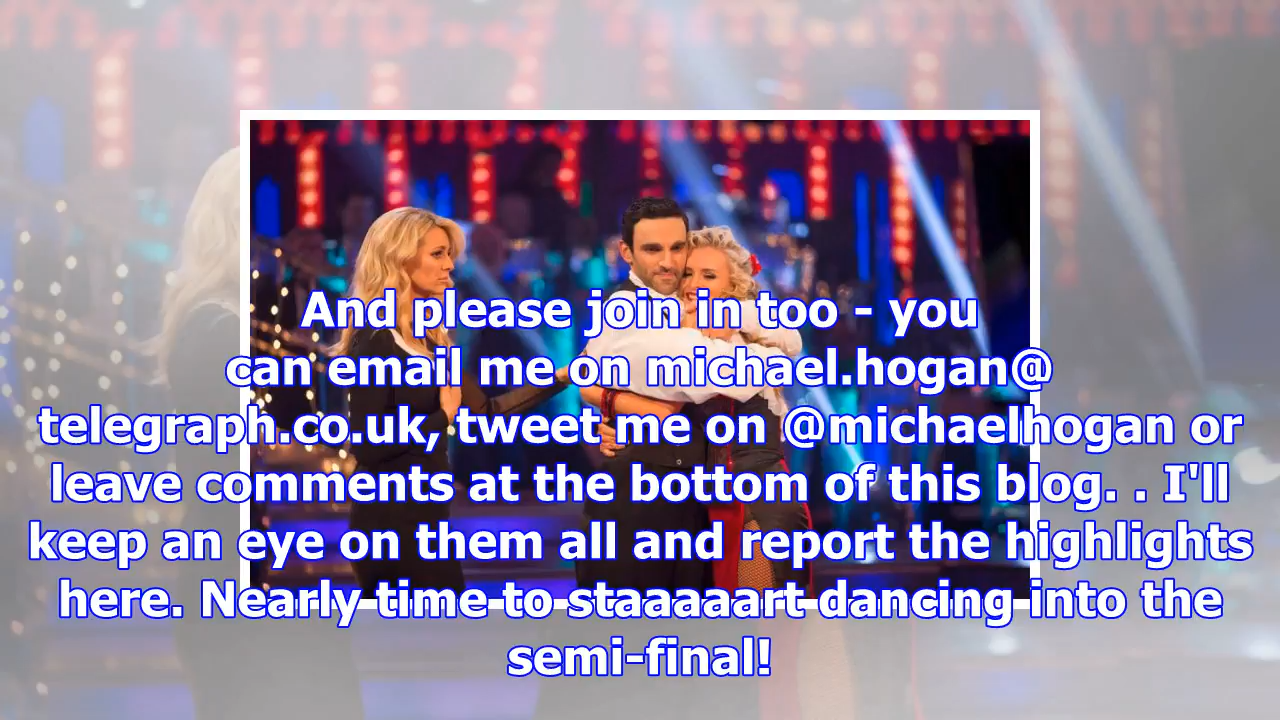 And please join in too - you
can email me on michael.hogan@
telegraph.co.uk, tweet me on @michaelhogan or
leave comments at the bottom of this blog. . I'll
keep an eye on them all and report the highlights
here. Nearly time to staaaaart dancing into the
semi-final!